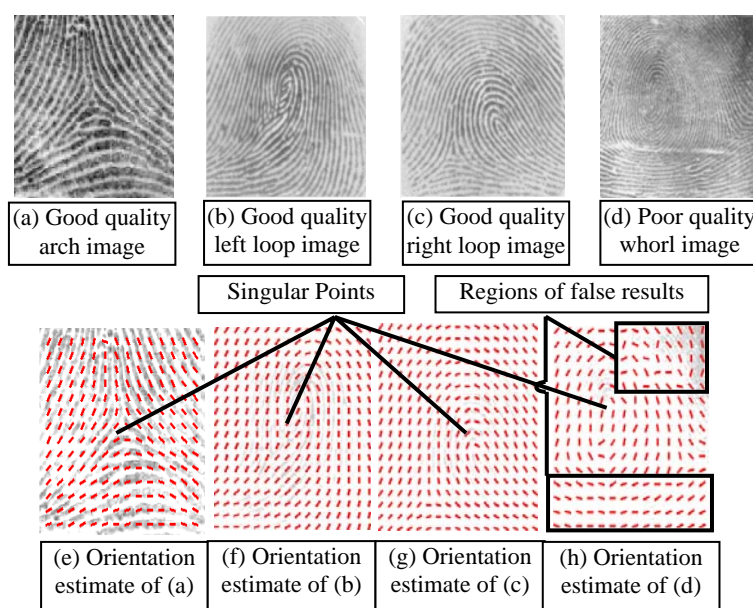 (a) Good quality
arch image
(b) Good quality
left loop image
(c) Good quality
right loop image
(d) Poor quality
whorl image
Singular Points
Regions of false results
(e) Orientation
estimate of (a)
(f) Orientation
estimate of (b)
(g) Orientation
estimate of (c)
(h) Orientation
estimate of (d)